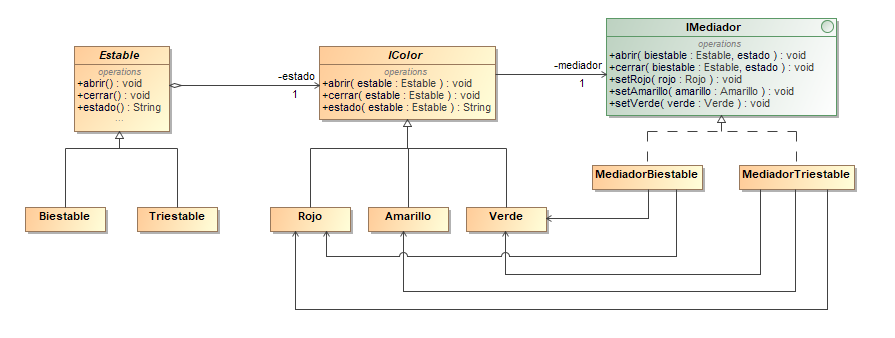 Estable
operations
+abrir() : void
+cerrar() : void
+estado() : String
...
-estado
1
IColor
operations
+abrir( estable : Estable ) : void
+cerrar( estable : Estable ) : void
+estado( estable : Estable ) : String
-mediador
1
IMediador
operations
+abrir( biestable : Estable, estado ) : void
+cerrar( biestable : Estable, estado ) : void
+setRojo( rojo : Rojo ) : void
+setAmarillo( amarillo : Amarillo ) : void
+setVerde( verde : Verde ) : void
MediadorBiestable
MediadorTriestable
Biestable
Triestable
Rojo
Amarillo
Verde